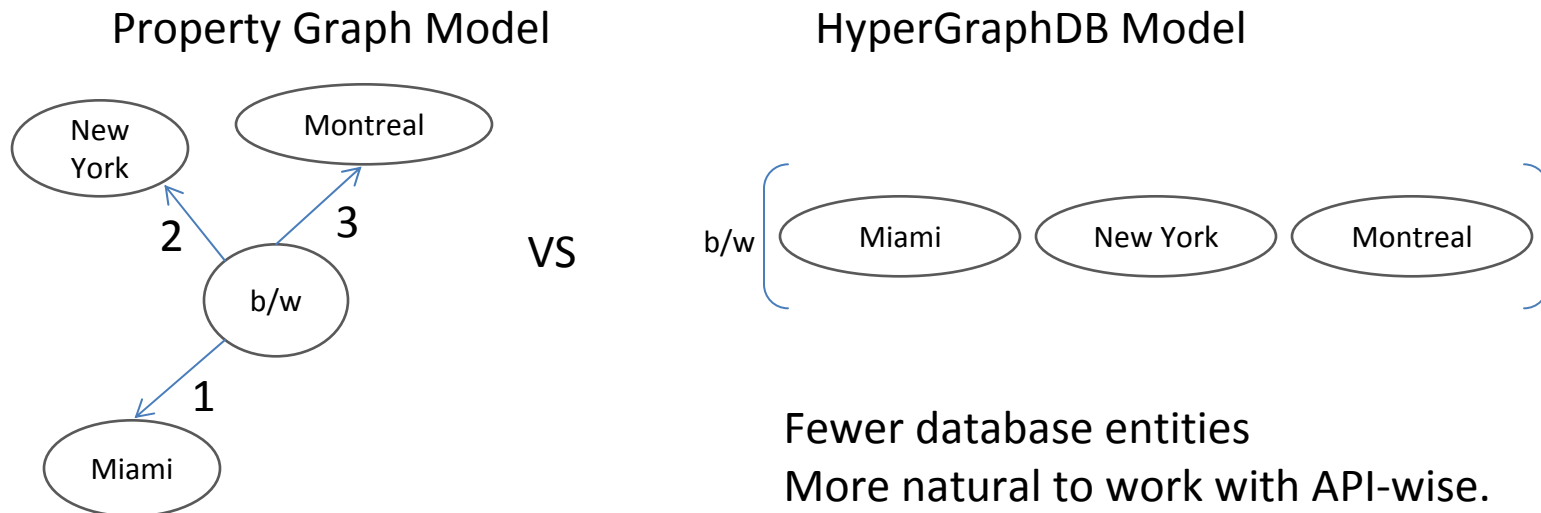 Property Graph Model
HyperGraphDB Model
New
York
Montreal
2
3
b/w
1
Miami
VS
b/w
Miami
New York
Montreal
Fewer database entities
More natural to work with API-wise.